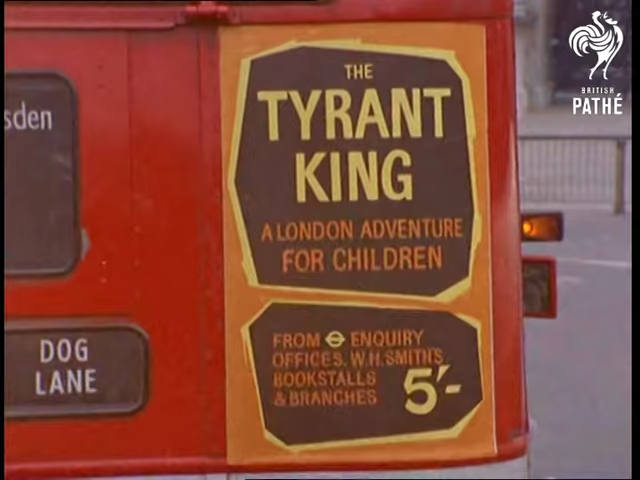 sden
DOG
LANE
THE
TYRANT
KING
A LONDON ADVENTURE
FOR CHILDREN
FROM ENQUIRY
OFFICES. W.H. SMITH'S
BOOKSTALLS
& BRANCHES
5/-
BRITISH
PATHÉ